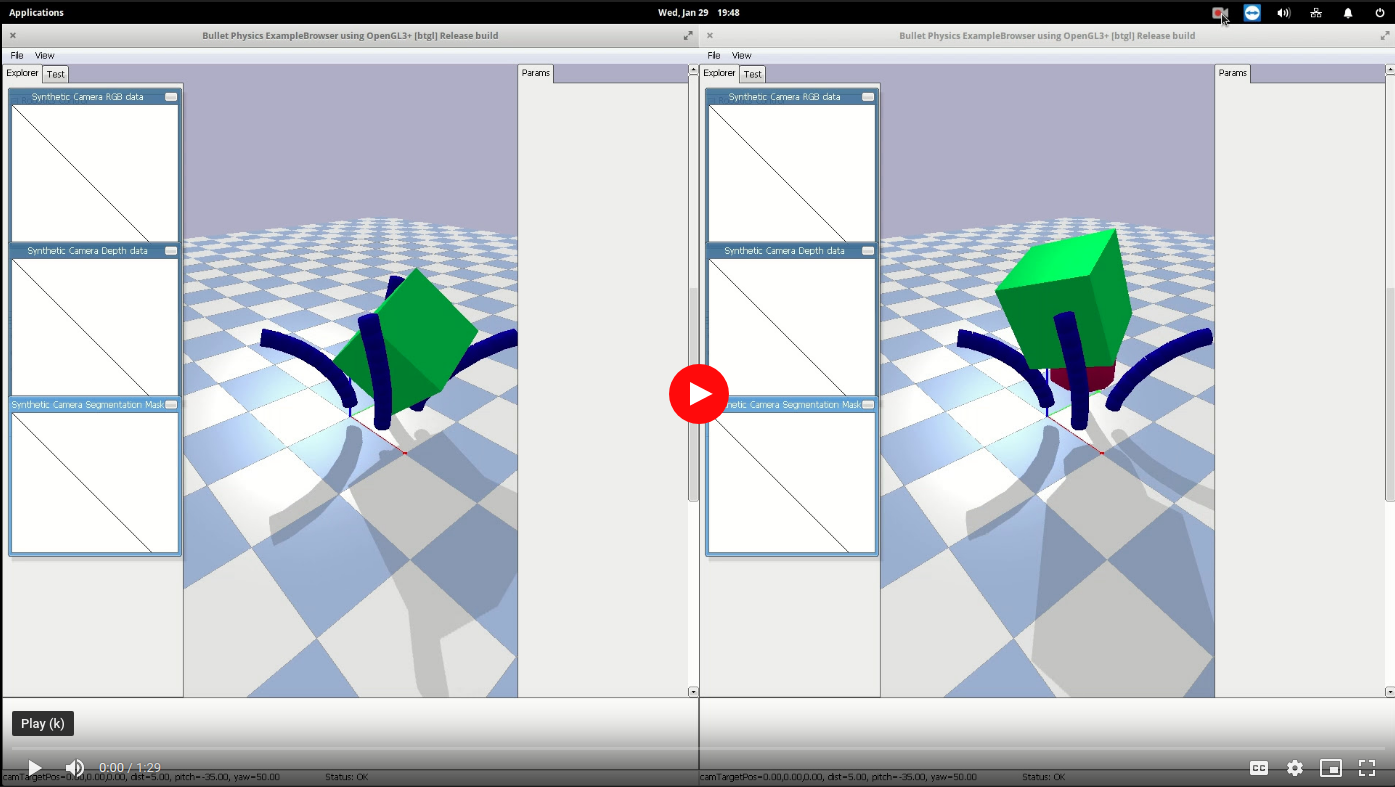 Applications
Wed, Jan 29 19:48
Bullet Physics ExampleBrowser using OpenGL3+ [btgl] Release build
Bullet Physics ExampleBrowser using OpenGL3+ [btgl] Release build
File View
File View
Explorer Test
Params
Explorer Test
Params
Synthetic Camera RGB data
Synthetic Camera RGB data
Synthetic Camera Depth data
Synthetic Camera Depth data
Synthetic Camera Segmentation Mask
Camera Segmentation Mask
Play (k)
0:00 / 1:29
CC
camTargetPos=0.00,0.00,0.00, dist=5.00, pitch=-35.00, yaw=50.00 Status: OK
camTargetPos=0.00,0.00,0.00, dist=5.00, pitch=-35.00, yaw=50.00 Status: OK